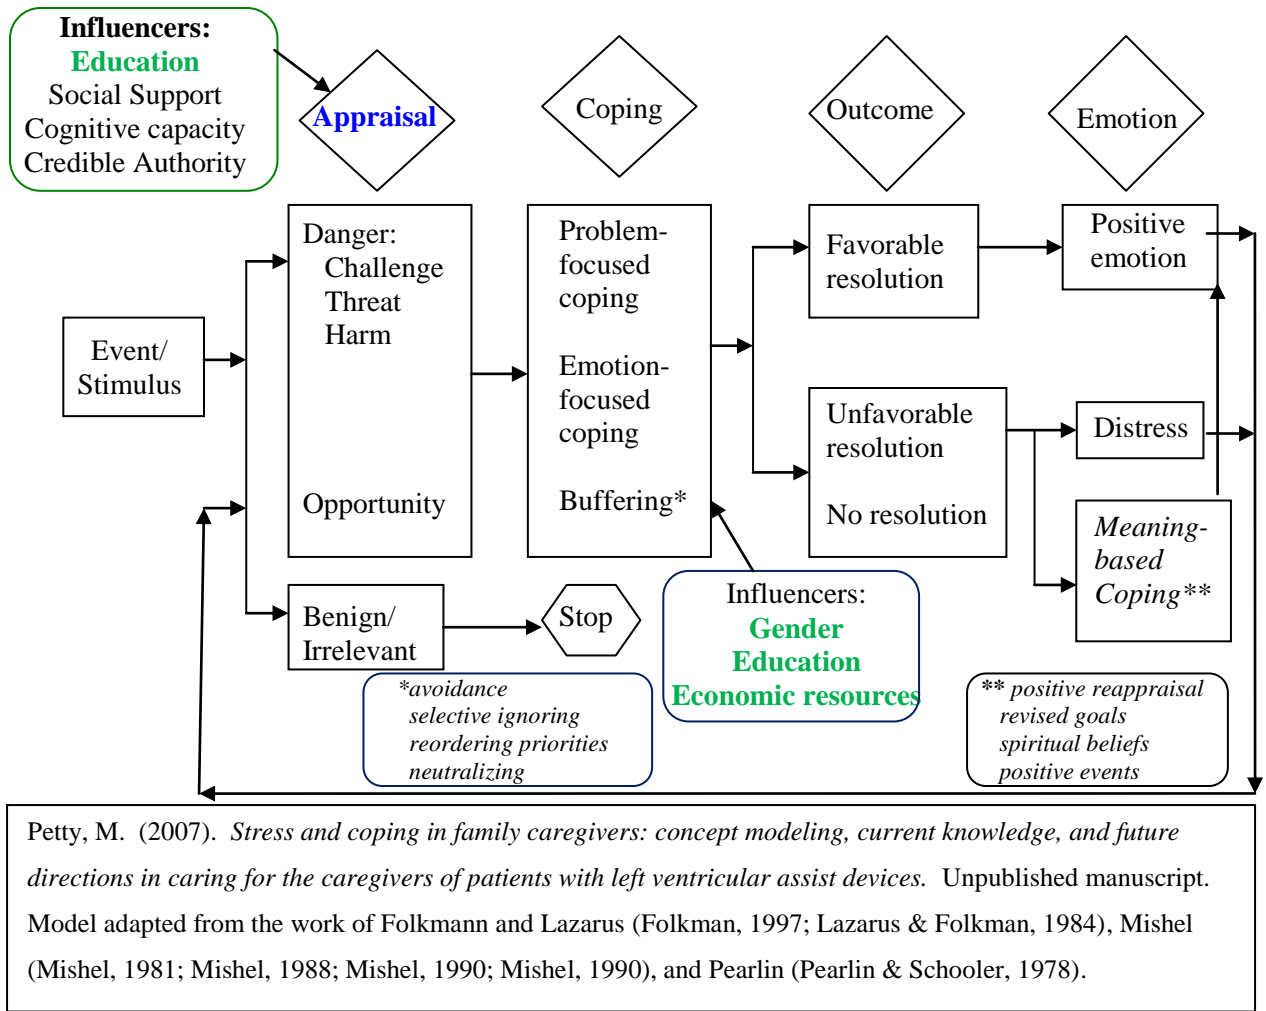 Influencers:
Education
Social Support
Cognitive capacity
Credible Authority
Appraisal
Coping
Outcome
Emotion
Event/
Stimulus
Danger:
Challenge
Threat
Harm
Opportunity
Benign/
Irrelevant
Stop
Problem-
focused
coping
Emotion-
focused
coping
Buffering*
Influencers:
Gender
Education
Economic resources
Favorable
resolution
Unfavorable
resolution
No resolution
Positive
emotion
Distress
Meaning-
based
Coping**
*avoidance
selective ignoring
reordering priorities
neutralizing
** positive reappraisal
revised goals
spiritual beliefs
positive events
Petty, M. (2007). Stress and coping in family caregivers: concept modeling, current knowledge, and future
directions in caring for the caregivers of patients with left ventricular assist devices. Unpublished manuscript.
Model adapted from the work of Folkmann and Lazarus (Folkman, 1997; Lazarus & Folkman, 1984), Mishel
(Mishel, 1981; Mishel, 1988; Mishel, 1990; Mishel, 1990), and Pearlin (Pearlin & Schooler, 1978).